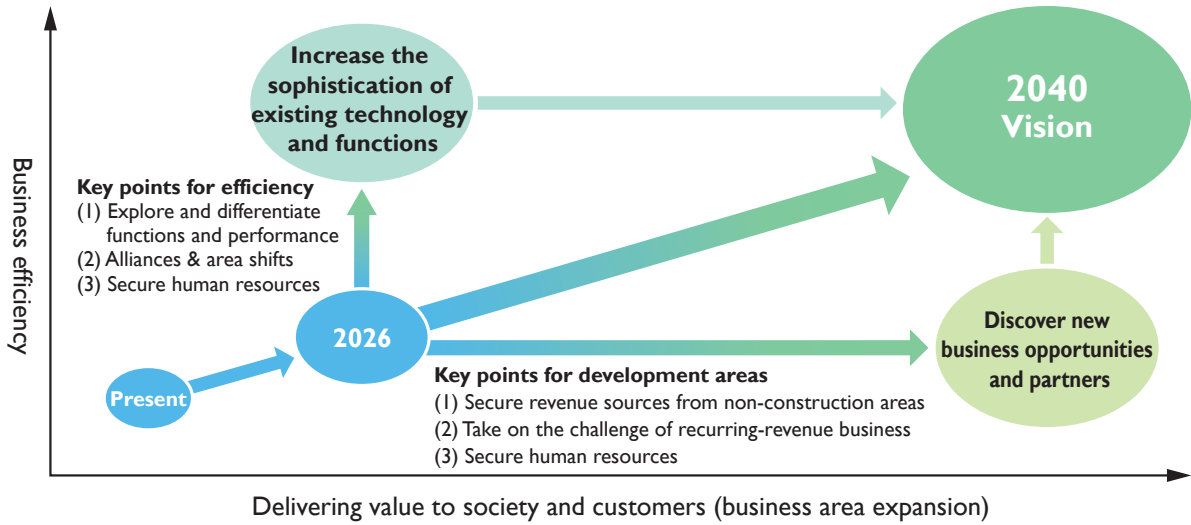 Business efficiency
Increase the
sophistication of
existing technology
and functions
2040
Vision
Key points for efficiency
(1) Explore and differentiate
functions and performance
(2) Alliances & area shifts
(3) Secure human resources
2026
Present
Discover new
business opportunities
and partners
Key points for development areas
(1) Secure revenue sources from non-construction areas
(2) Take on the challenge of recurring-revenue business
(3) Secure human resources
Delivering value to society and customers (business area expansion)